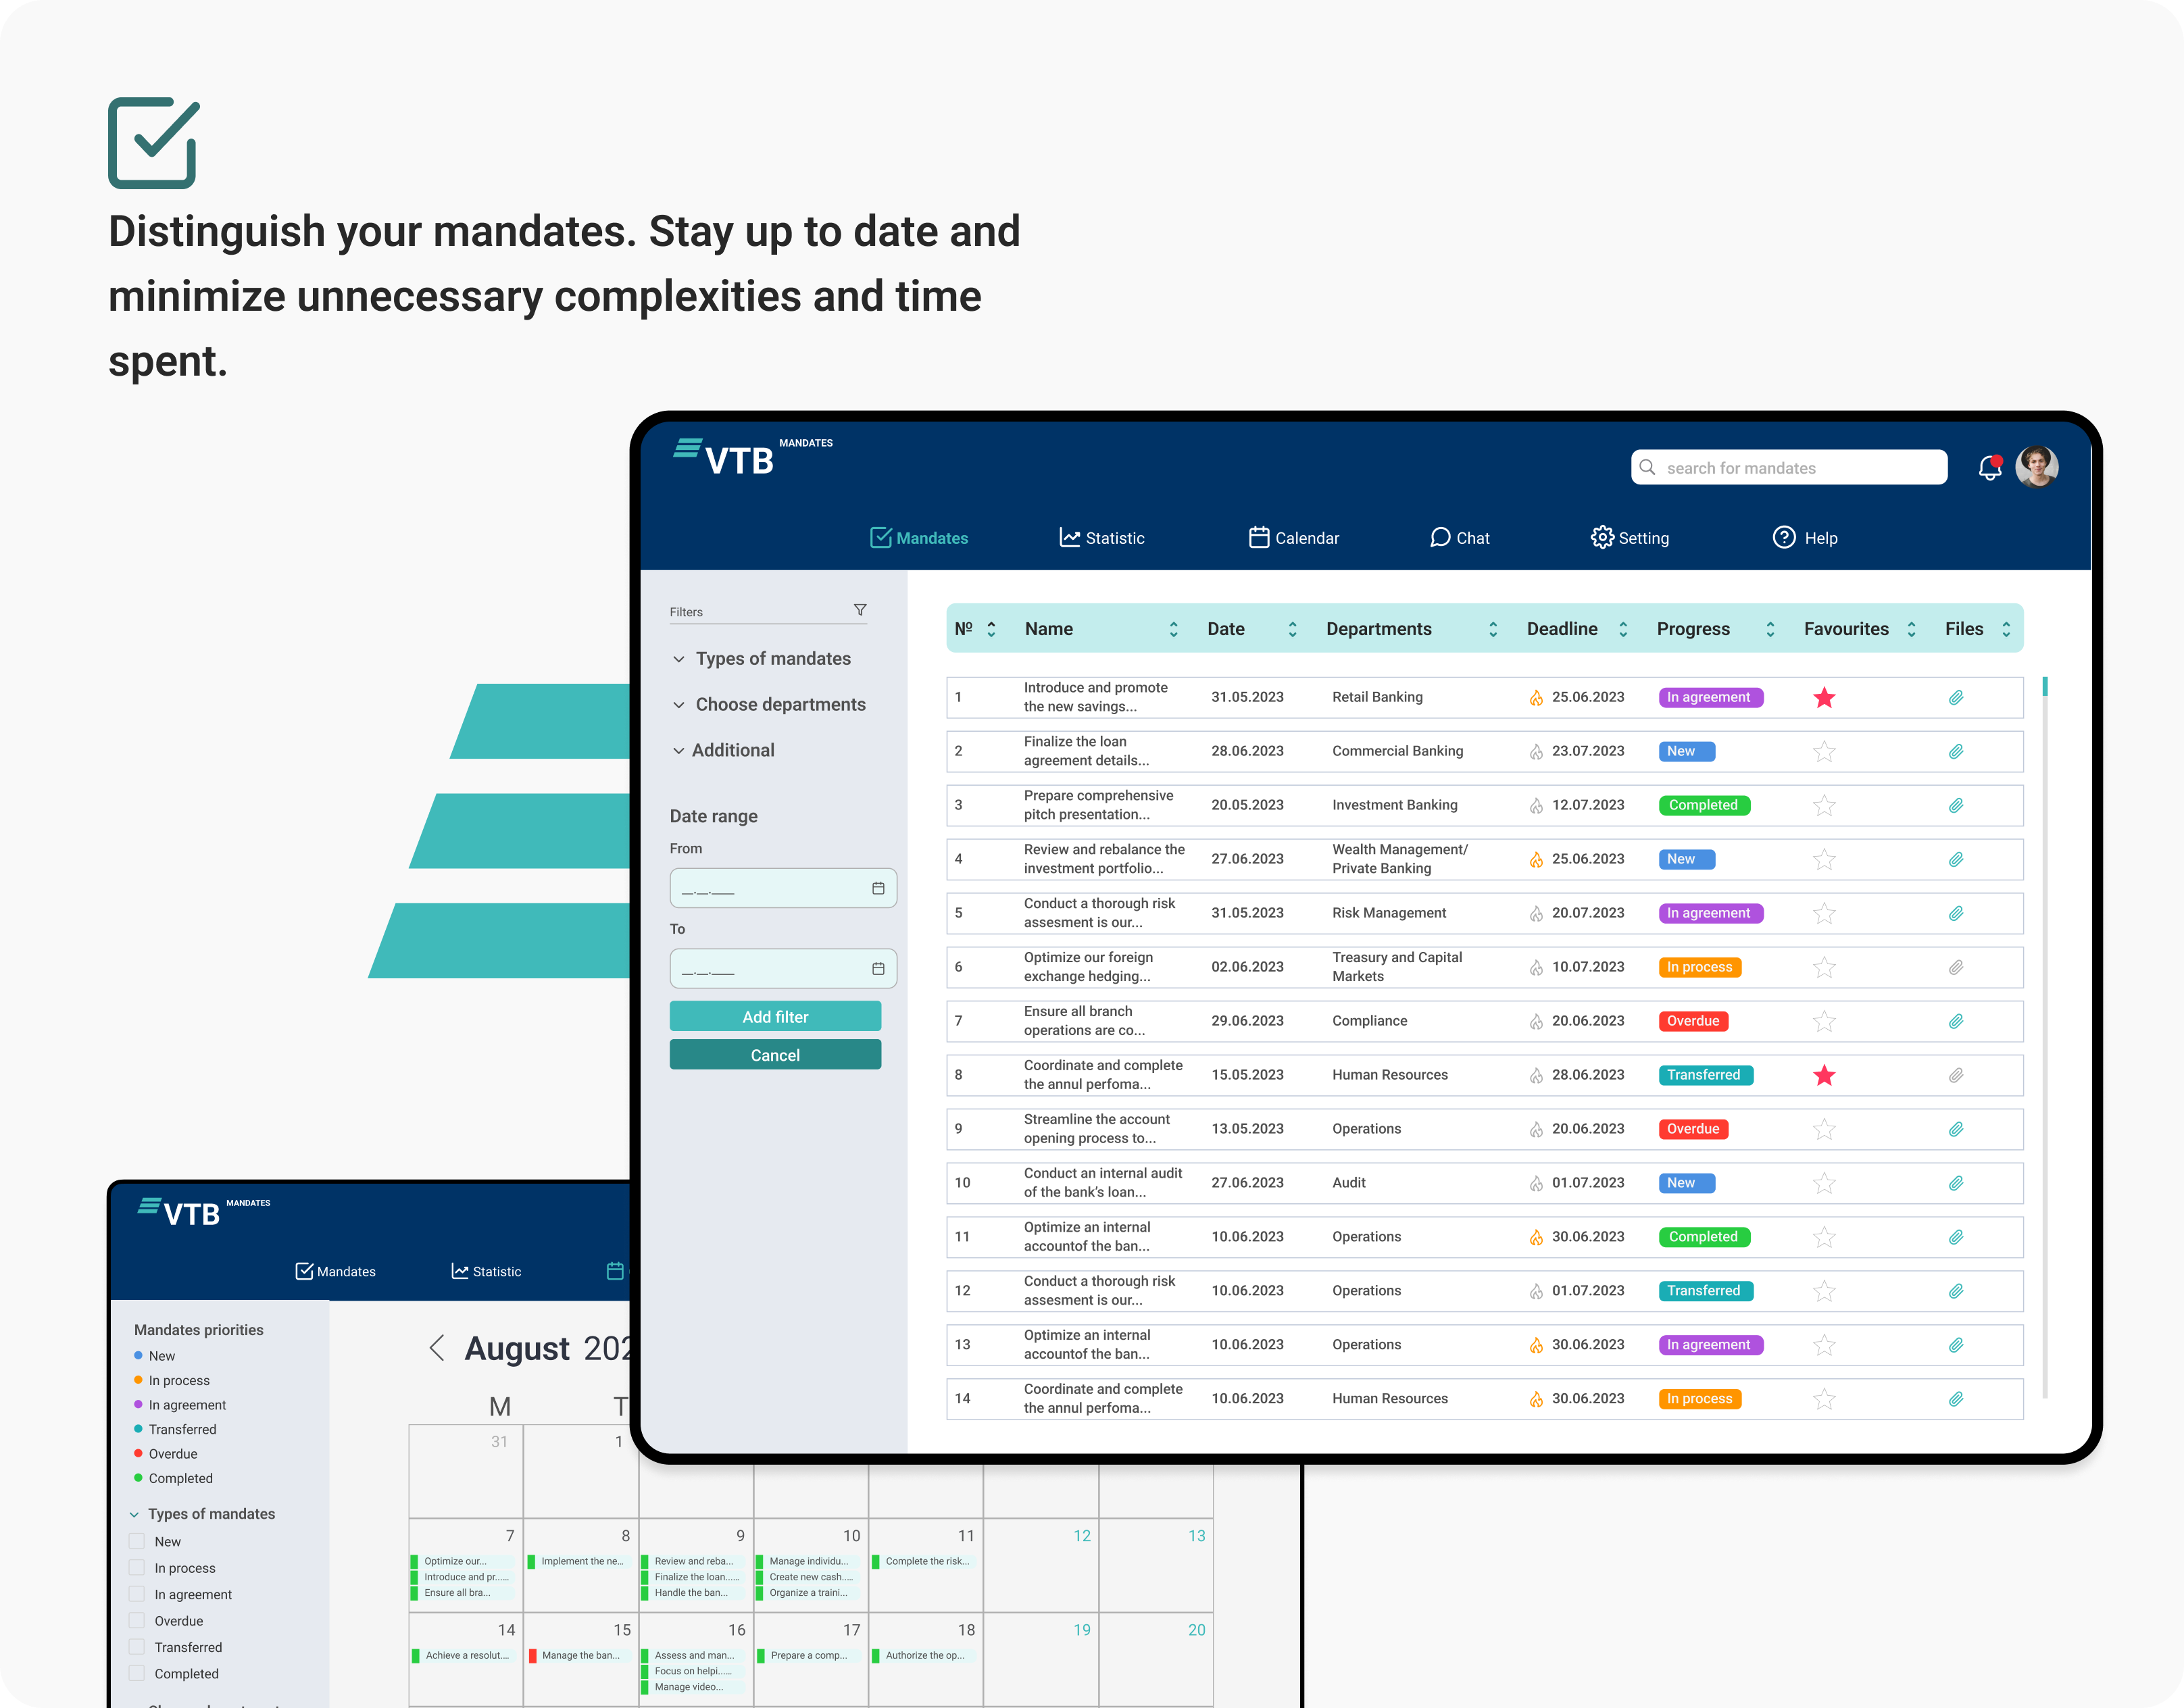 Distinguish your mandates. Stay up to date and
minimize unnecessary complexities and time
spent.
VTB MANDATES
search for mandates
Mandates Statistic Calendar Chat Setting Help
Filters
Types of mandates
Choose departments
Additional
Date range
From
__.__.____
To
__.__.____
Add filter
Cancel
№ Name Date Departments Deadline Progress Favourites Files
1 Introduce and promote
the new savings... 31.05.2023 Retail Banking 25.06.2023 In agreement
2 Finalize the loan
agreement details... 28.06.2023 Commercial Banking 23.07.2023 New
3 Prepare comprehensive
pitch presentation... 20.05.2023 Investment Banking 12.07.2023 Completed
4 Review and rebalance the
investment portfolio... 27.06.2023 Wealth Management/
Private Banking 25.06.2023 New
5 Conduct a thorough risk
assesment is our... 31.05.2023 Risk Management 20.07.2023 In agreement
6 Optimize our foreign
exchange hedging... 02.06.2023 Treasury and Capital
Markets 10.07.2023 In process
7 Ensure all branch
operations are co... 29.06.2023 Compliance 20.06.2023 Overdue
8 Coordinate and complete
the annul perfoma... 15.05.2023 Human Resources 28.06.2023 Transferred
9 Streamline the account
opening process to... 13.05.2023 Operations 20.06.2023 Overdue
10 Conduct an internal audit
of the bank's loan... 27.06.2023 Audit 01.07.2023 New
11 Optimize an internal
accountof the ban... 10.06.2023 Operations 30.06.2023 Completed
12 Conduct a thorough risk
assesment is our... 10.06.2023 Operations 01.07.2023 Transferred
13 Optimize an internal
accountof the ban... 10.06.2023 Operations 30.06.2023 In agreement
14 Coordinate and complete
the annul perfoma... 10.06.2023 Human Resources 30.06.2023 In process
VTB MANDATES
Mandates Statistic
Mandates priorities
New
In process
In agreement
Transferred
Overdue
Completed
Types of mandates
New
In process
In agreement
Overdue
Transferred
Completed
August 202
M T
31 1
7 8 9 10 11 12 13
Optimize our... Implement the ne... Review and reba... Manage individu... Complete the risk...
Introduce and pr...... Finalize the loan...... Create new cash......
Ensure all bra... Handle the ban... Organize a traini...
14 15 16 17 18 19 20
Achieve a resolut... Manage the ban... Assess and man... Prepare a comp... Authorize the op...
Focus on helpi......
Manage video...